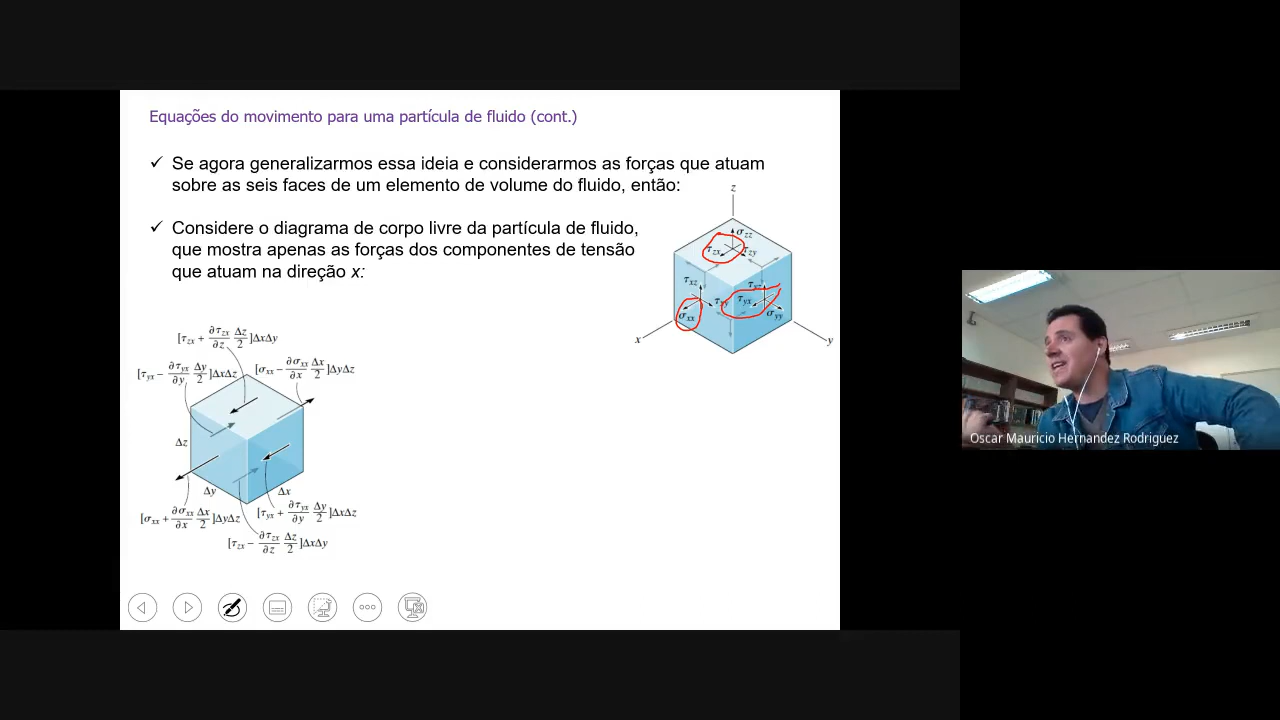 Equações do movimento para uma partícula de fluido (cont.)
✓ Se agora generalizarmos essa ideia e considerarmos as forças que atuam
sobre as seis faces de um elemento de volume do fluido, então:
✓ Considere o diagrama de corpo livre da partícula de fluido,
que mostra apenas as forças dos componentes de tensão
que atuam na direção x:
z
σzz
τzx τzy
τxz
τxy τyx
σxx σyy
x y
[τzx + ∂τzx/∂z Δz/2]ΔxΔy
[τyx − ∂τyx/∂y Δy/2]ΔxΔz [σxx − ∂σxx/∂x Δx/2]ΔyΔz
Δz
Δy Δx
[σxx + ∂σxx/∂x Δx/2]ΔyΔz [τyx + ∂τyx/∂y Δy/2]ΔxΔz
[τzx − ∂τzx/∂z Δz/2]ΔxΔy
Oscar Mauricio Hernandez Rodriguez